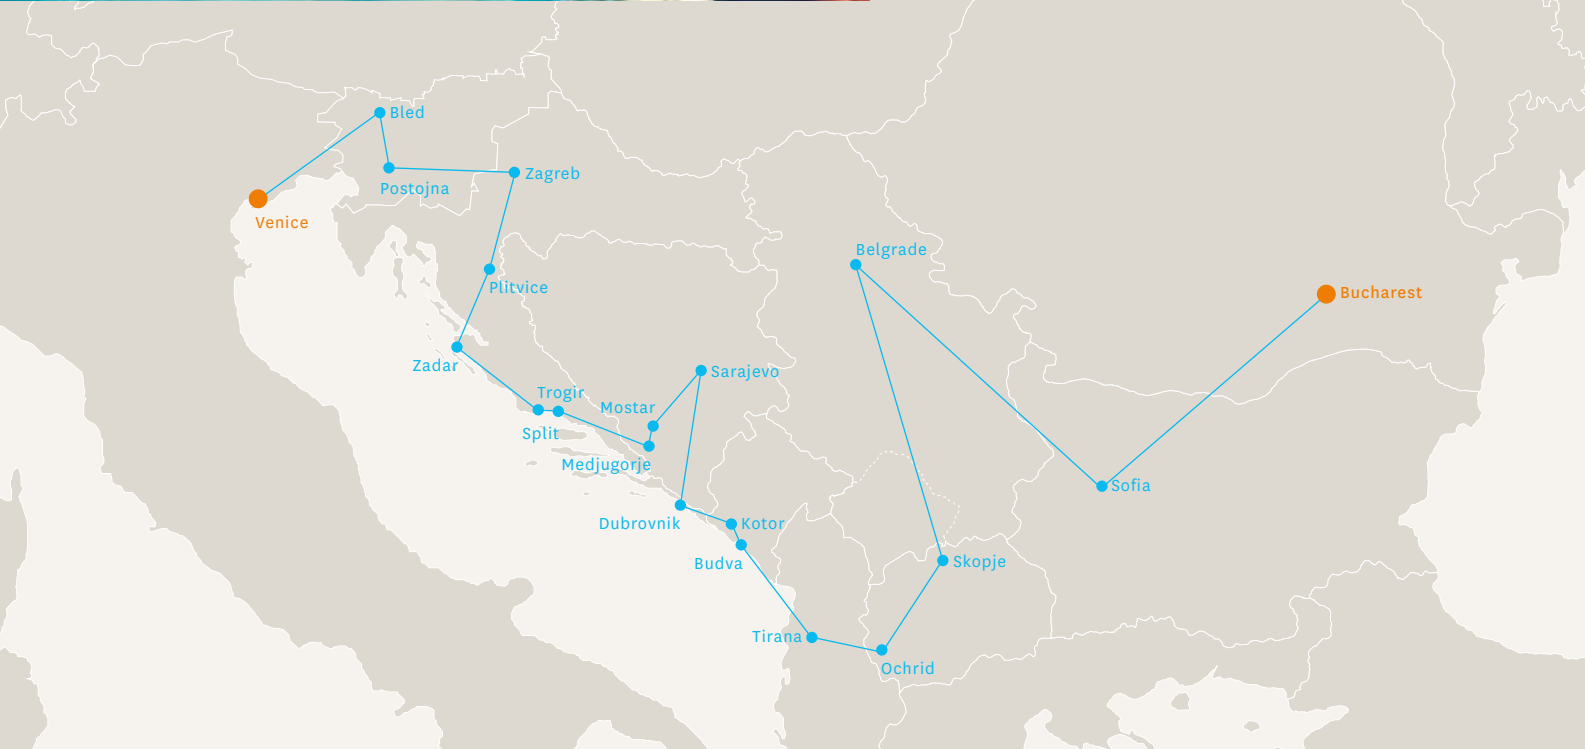 Bled
Zagreb
Postojna
Venice
Belgrade
Plitvice
Bucharest
Zadar
Sarajevo
Trogir
Mostar
Split
Medjugorje
Sofia
Dubrovnik
Kotor
Budva
Skopje
Tirana
Ochrid